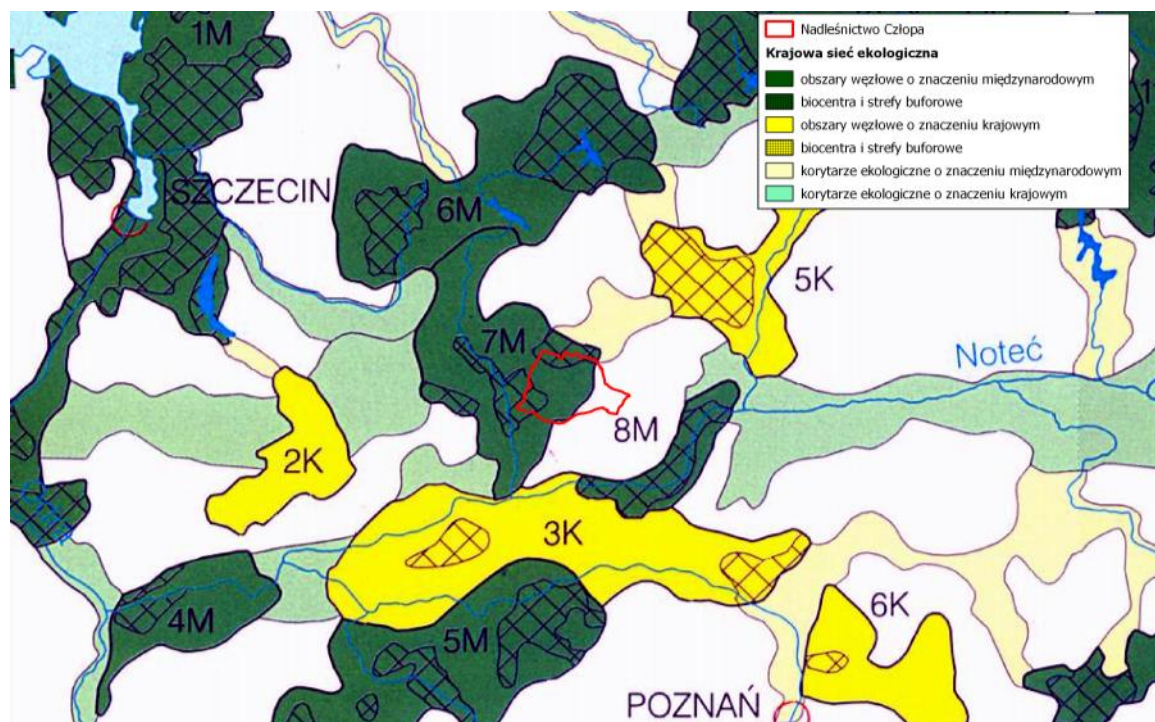 1M
Nadleśnictwo Człopa
Krajowa sieć ekologiczna
obszary węzłowe o znaczeniu międzynarodowym
biocentra i strefy buforowe
obszary węzłowe o znaczeniu krajowym
biocentra i strefy buforowe
korytarze ekologiczne o znaczeniu międzynarodowym
korytarze ekologiczne o znaczeniu krajowym
SZCZECIN
6M
5K
7M
Noteć
8M
2K
3K
4M
5M
6K
POZNAŃ